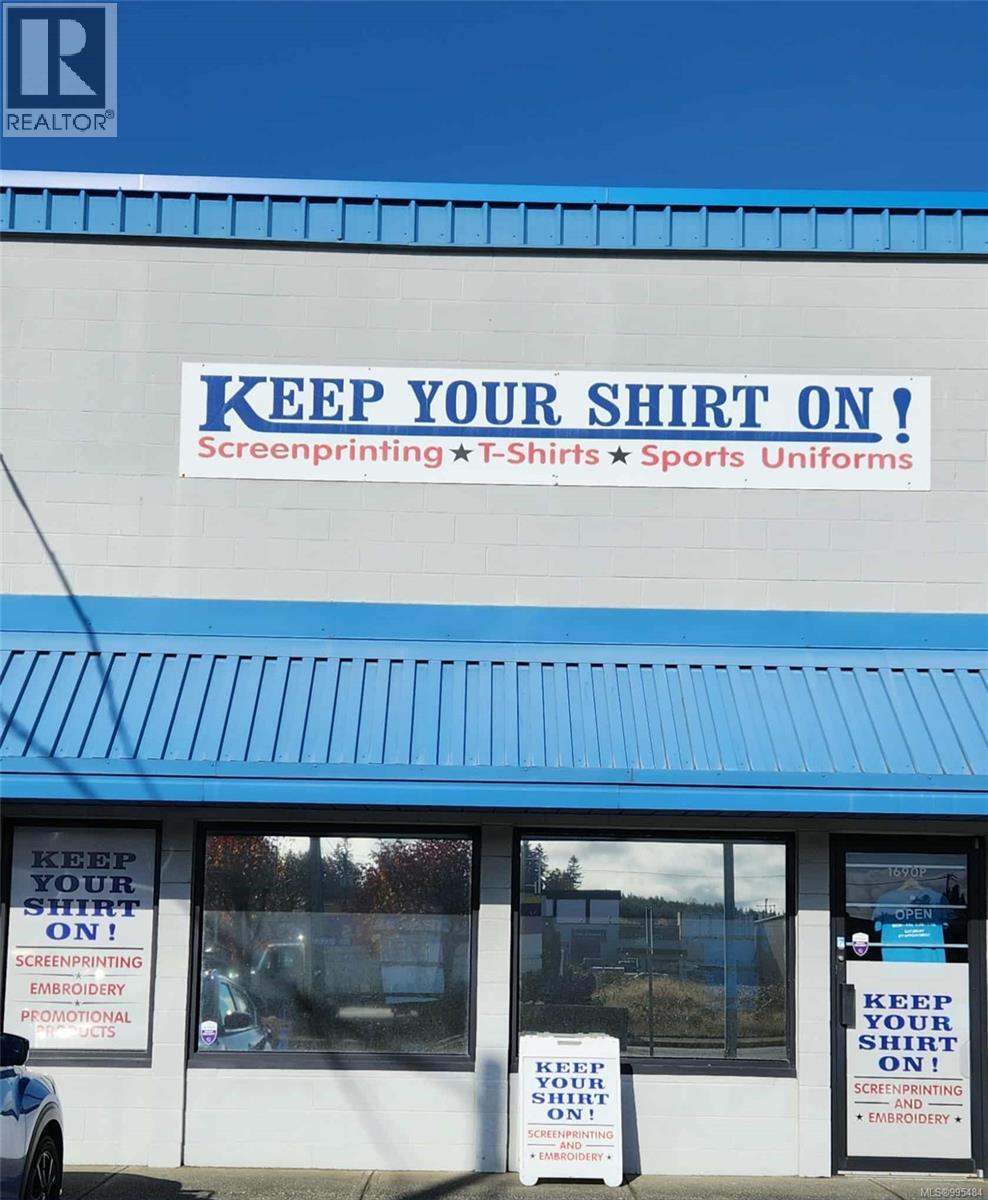 R
REALTOR®
KEEP YOUR SHIRT ON!
Screenprinting ★ T-Shirts ★ Sports Uniforms
KEEP
YOUR
SHIRT
ON!
SCREENPRINTING
★
EMBROIDERY
★
PROMOTIONAL
PRODUCTS
KEEP
YOUR
SHIRT
ON!
SCREENPRINTING
AND
EMBROIDERY ★
1690P
OPEN
KEEP
YOUR
SHIRT
ON!
SCREENPRINTING
AND
★ EMBROIDERY ★
MLS®995484